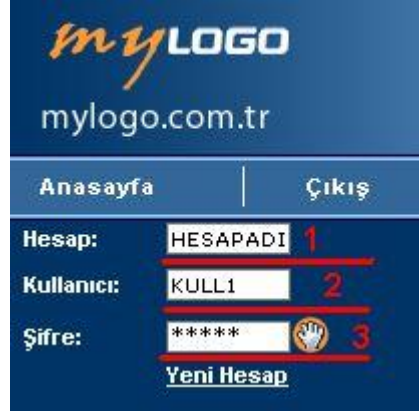 myLOGO
mylogo.com.tr
Anasayfa Çıkış
Hesap: HESAPADI 1
Kullanıcı: KULL1 2
Şifre: ***** 3
Yeni Hesap